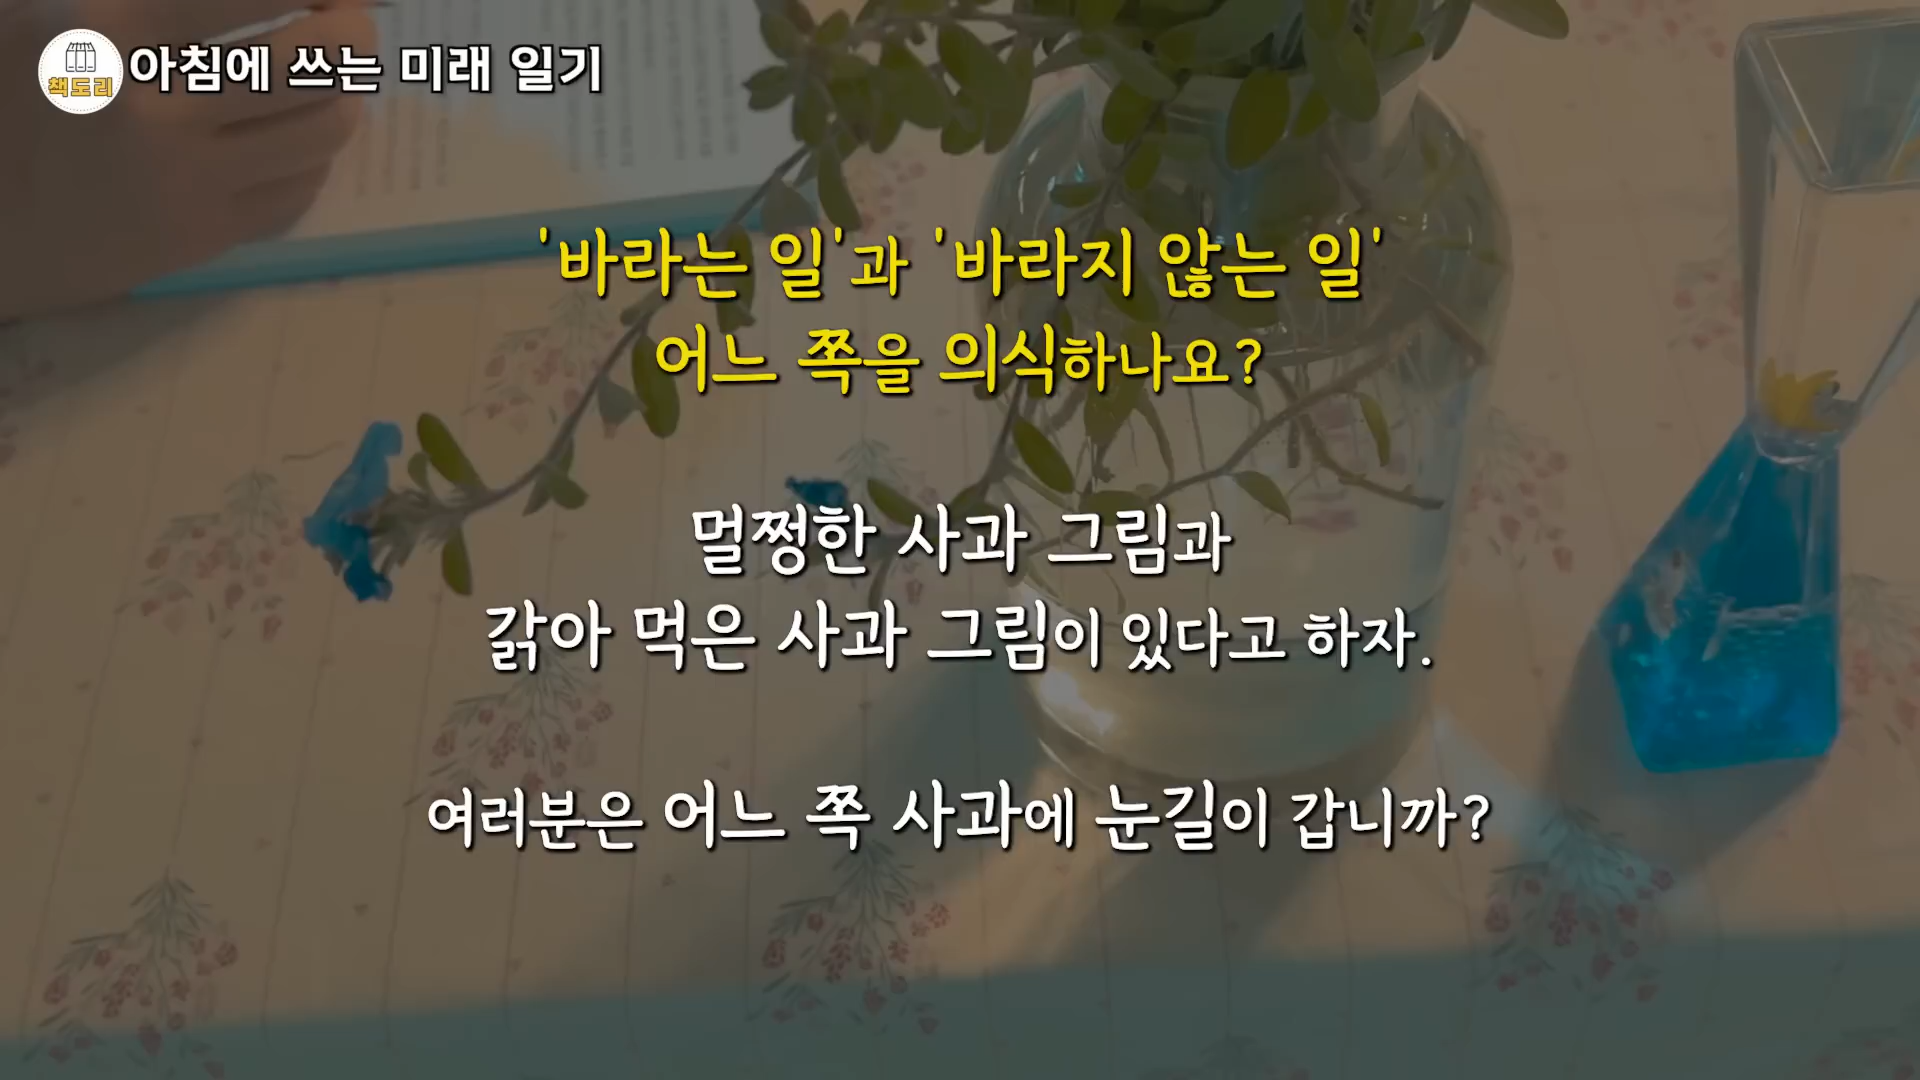 책도리
아침에 쓰는 미래 일기
'바라는 일'과 '바라지 않는 일'
어느 쪽을 의식하나요?
멀쩡한 사과 그림과
갉아 먹은 사과 그림이 있다고 하자.
여러분은 어느 쪽 사과에 눈길이 갑니까?